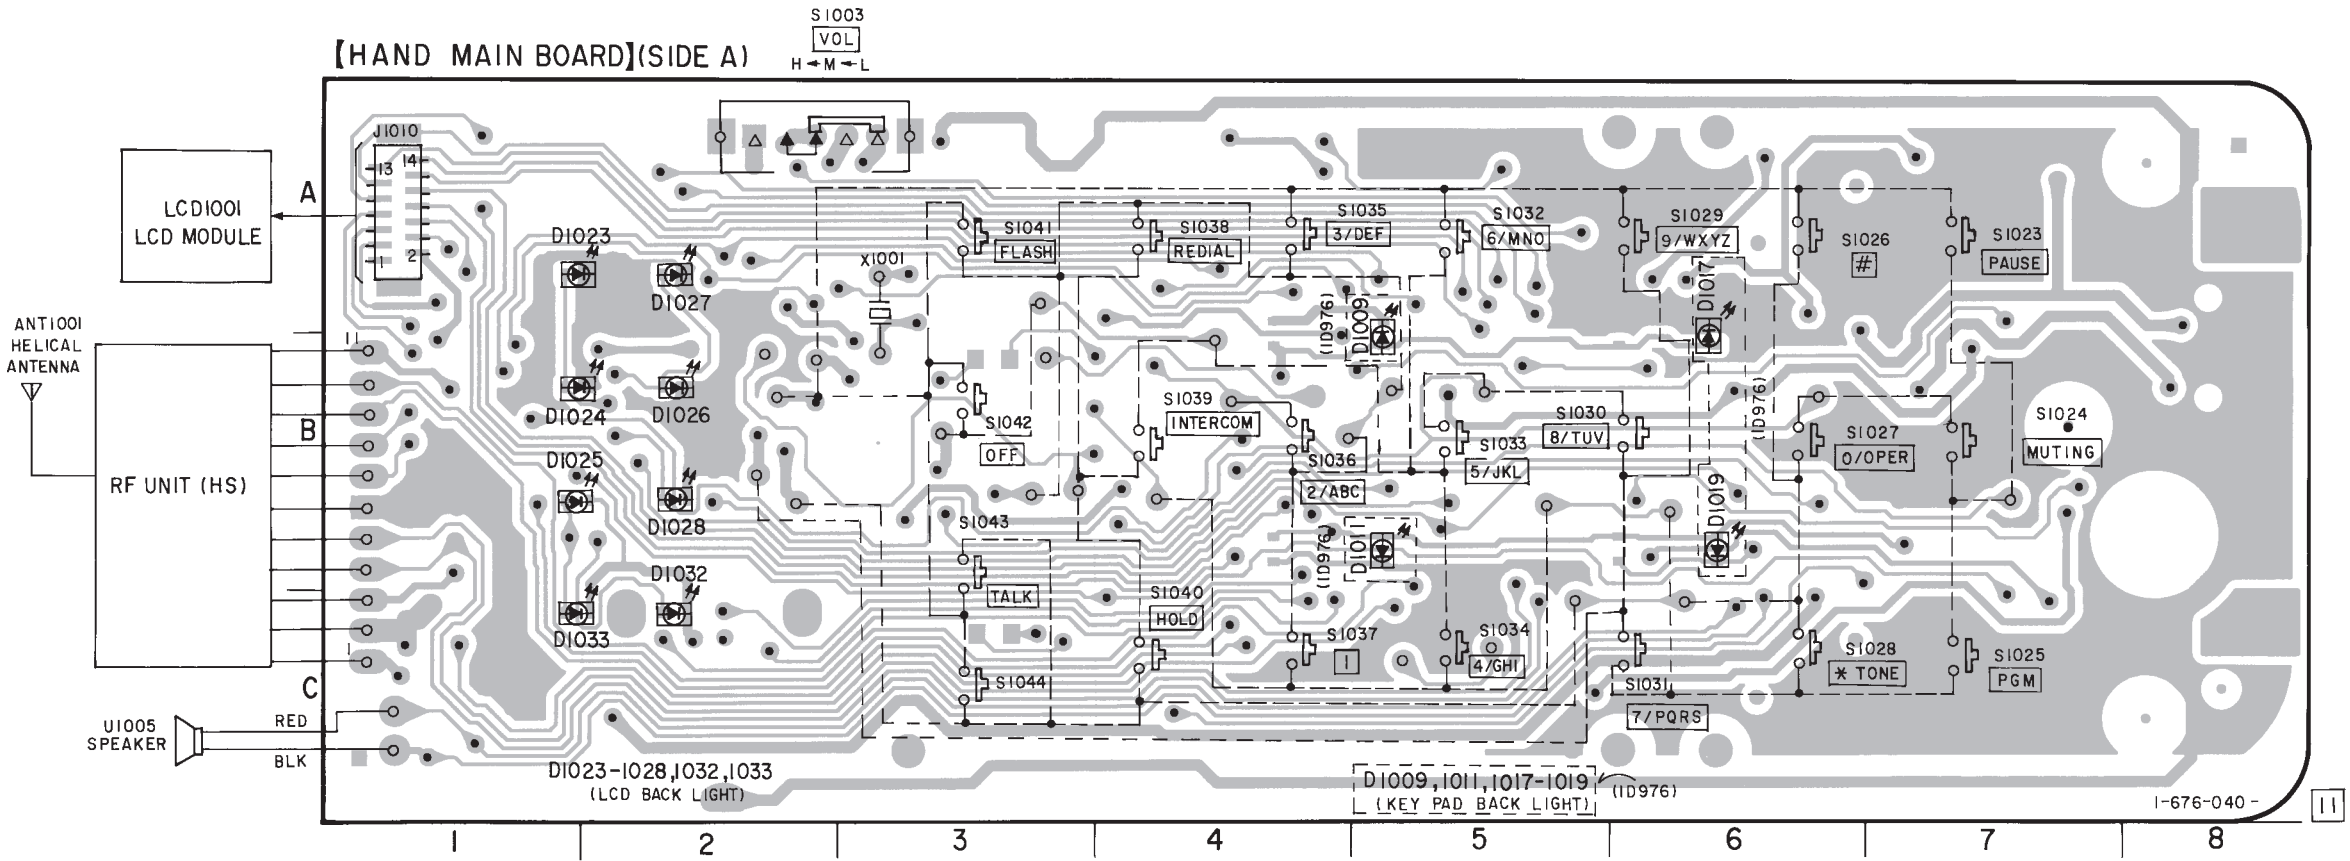 S1003
VOL
H←M←L
【HAND MAIN BOARD】(SIDE A)
J1010
13
14
1
2
LCD1001
LCD MODULE
A
B
C
ANT1001
HELICAL
ANTENNA
RF UNIT (HS)
11
1
U1005
SPEAKER
RED
BLK
D1023
D1027
D1024
D1026
D1025
D1028
D1032
D1033
X1001
S1041
FLASH
S1038
REDIAL
S1035
3/DEF
S1032
6/MNO
S1029
9/WXYZ
S1026
#
S1023
PAUSE
(1D976)
D1009
D1017
(1D976)
S1042
OFF
S1039
INTERCOM
S1036
2/ABC
S1033
5/JKL
S1030
8/TUV
S1027
0/OPER
S1024
MUTING
S1043
TALK
(1D976)
D1011
D1019
S1040
HOLD
S1044
S1037
1
S1034
4/GHI
S1031
7/PQRS
S1028
* TONE
S1025
PGM
D1023-1028,1032,1033
(LCD BACK LIGHT)
D1009,1011,1017-1019
(KEY PAD BACK LIGHT)
(1D976)
1-676-040-
11
1
2
3
4
5
6
7
8